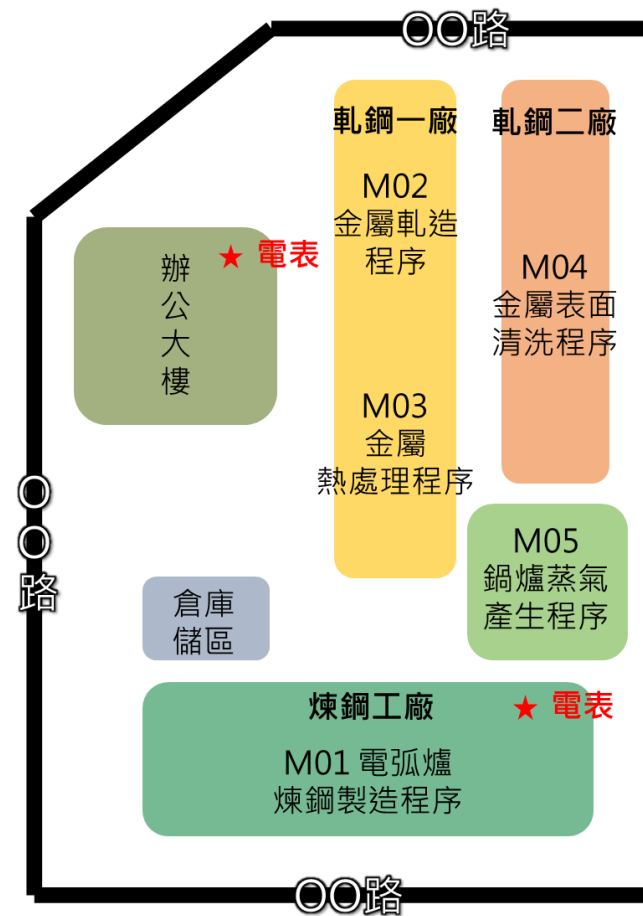 OO路
軋鋼一廠
M02
金屬軋造
程序
M03
金屬
熱處理程序
軋鋼二廠
M04
金屬表面
清洗程序
★ 電表
辦
公
大
樓
OO路
M05
鍋爐蒸氣
產生程序
倉庫
儲區
煉鋼工廠
★ 電表
M01 電弧爐
煉鋼製造程序
OO路